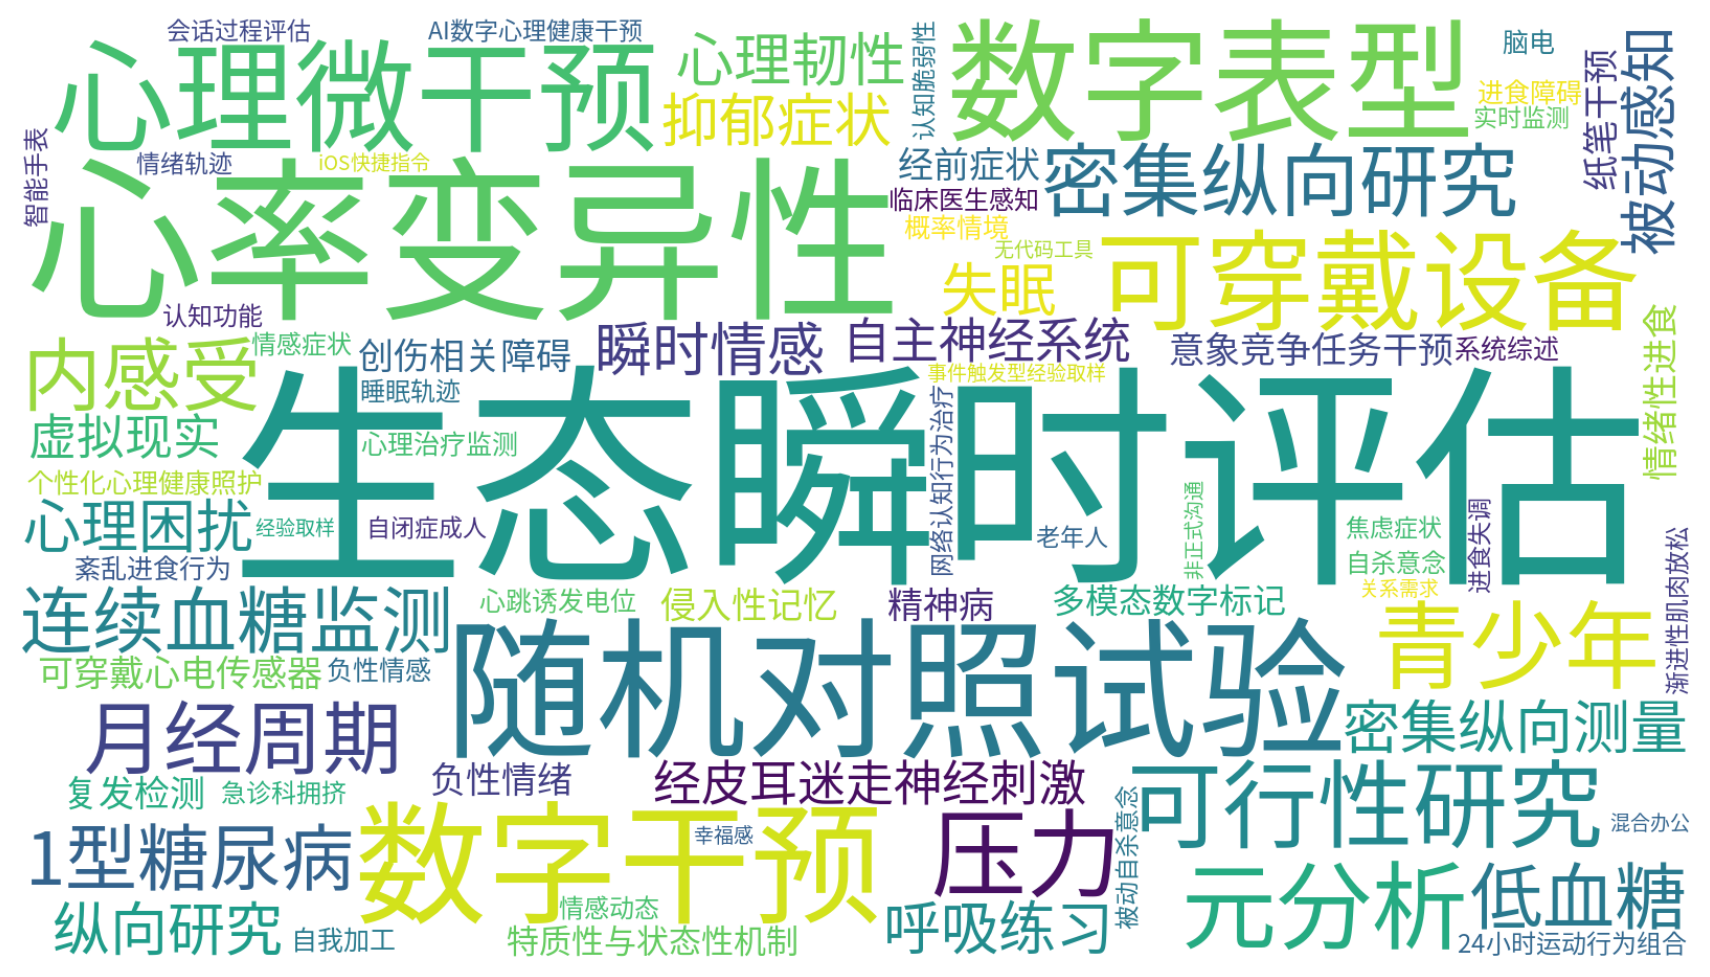 会话过程评估
AI数字心理健康干预
心理微干预
心理韧性
抑郁症状
认知脆弱性
数字表型
脑电
进食障碍
实时监测
纸笔干预
被动感知
智能手表
情绪轨迹
iOS快捷指令
经前症状
临床医生感知
概率情境
密集纵向研究
心率变异性
无代码工具
失眠
可穿戴设备
认知功能
情感症状
内感受
创伤相关障碍
瞬时情感
自主神经系统
意象竞争任务干预
系统综述
情绪性进食
睡眠轨迹
事件触发型经验取样
虚拟现实
心理治疗监测
生态瞬时评估
网络认知行为治疗
个性化心理健康照护
心理困扰
经验取样
自闭症成人
老年人
非正式沟通
焦虑症状
自杀意念
关系需求
进食失调
渐进性肌肉放松
紊乱进食行为
连续血糖监测
心跳诱发电位
侵入性记忆
精神病
多模态数字标记
青少年
可穿戴心电传感器
负性情感
随机对照试验
月经周期
密集纵向测量
复发检测
急诊科拥挤
负性情绪
经皮耳迷走神经刺激
可行性研究
被动自杀意念
混合办公
1型糖尿病
数字干预
幸福感
压力
元分析
低血糖
纵向研究
自我加工
情感动态
特质性与状态性机制
呼吸练习
24小时运动行为组合